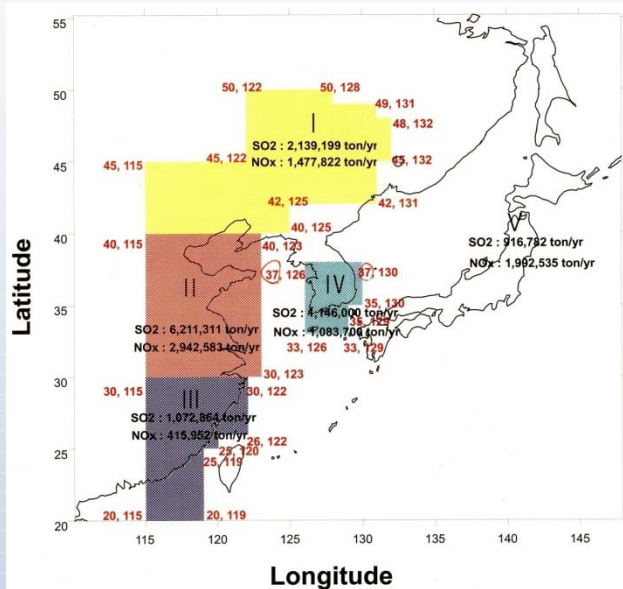 55
50, 122 50, 128
50
49, 131
I
48, 132
SO2 : 2,139,199 ton/yr
45, 115 45, 122 NOx : 1,477,822 ton/yr 45, 132
45
42, 125 42, 131
40, 125
V
40
40, 115 40, 123
SO2 : 916,782 ton/yr
37, 126 37, 130
NOx : 1,992,535 ton/yr
II IV
35, 130
35
SO2 : 4,146,000 ton/yr
35, 129
SO2 : 6,211,311 ton/yr NOx : 1,083,700 ton/yr
NOx : 2,942,583 ton/yr 33, 126 33, 129
30, 123
30
30, 115 III 30, 122
SO2 : 1,072,864 ton/yr
NOx : 415,952 ton/yr 26, 122
25, 120
25
25, 119
20, 115 20, 119
20
115 120 125 130 135 140 145
Latitude
Longitude